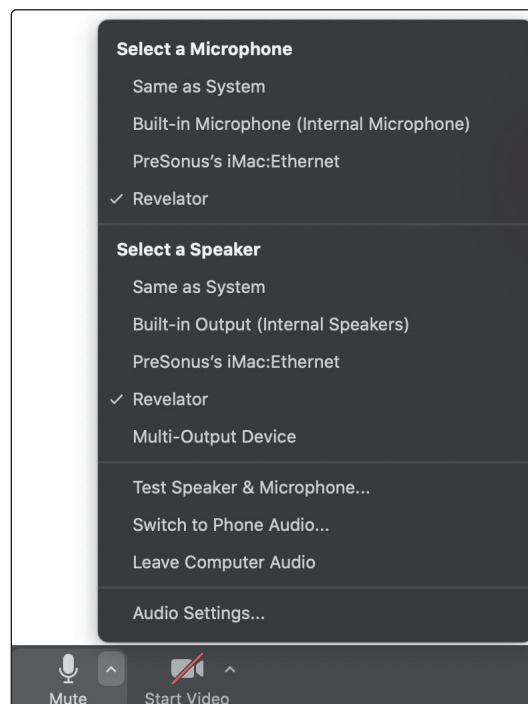 Select a Microphone
Same as System
Built-in Microphone (Internal Microphone)
PreSonus’s iMac:Ethernet
✓ Revelator
Select a Speaker
Same as System
Built-in Output (Internal Speakers)
PreSonus’s iMac:Ethernet
✓ Revelator
Multi-Output Device
Test Speaker & Microphone...
Switch to Phone Audio...
Leave Computer Audio
Audio Settings...
Mute Start Video